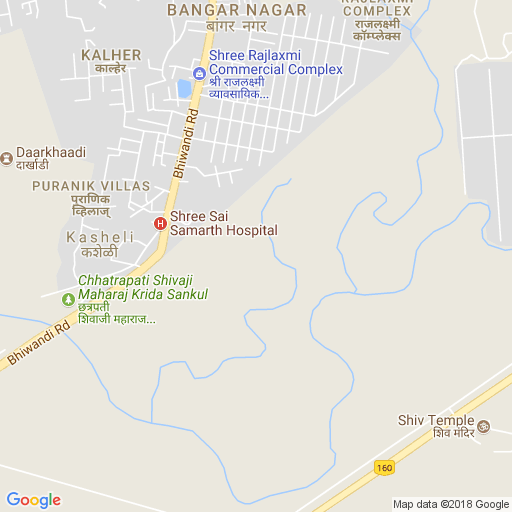 BANGAR NAGAR
बांगर नगर
RAJLAXMI
COMPLEX
राजलक्ष्मी
कॉम्प्लेक्स
KALHER
काल्हेर
Shree Rajlaxmi
Commercial Complex
श्री राजलक्ष्मी
व्यावसायिक...
Bhiwandi Rd
Daarkhaadi
दार्खाडी
PURANIK VILLAS
पुराणिक
व्हिलाज्
H
Shree Sai
Samarth Hospital
Kasheli
कशेळी
Chhatrapati Shivaji
Maharaj Krida Sankul
छत्रपती
शिवाजी महाराज...
Bhiwandi Rd
Shiv Temple
शिव मंदिर
160
Google
Map data ©2018 Google